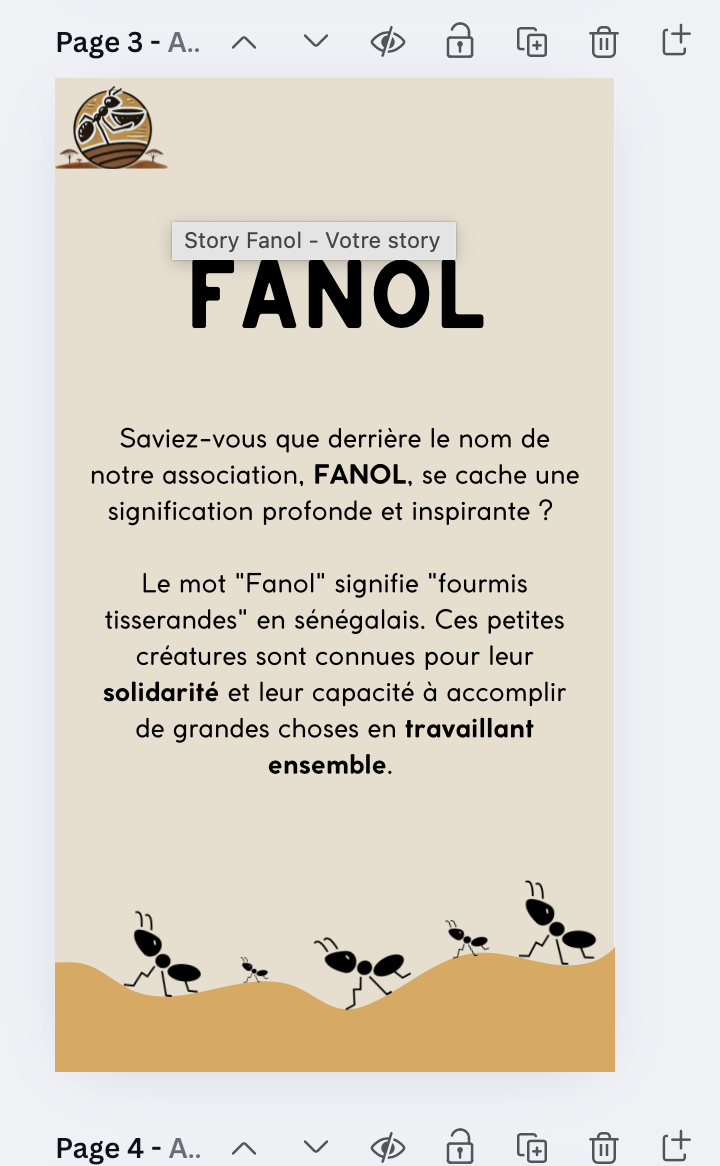 Page 3 - A..
Story Fanol - Votre story
FANOL
Saviez-vous que derrière le nom de
notre association, FANOL, se cache une
signification profonde et inspirante ?
Le mot "Fanol" signifie "fourmis
tisserandes" en sénégalais. Ces petites
créatures sont connues pour leur
solidarité et leur capacité à accomplir
de grandes choses en travaillant
ensemble.
Page 4 - A..